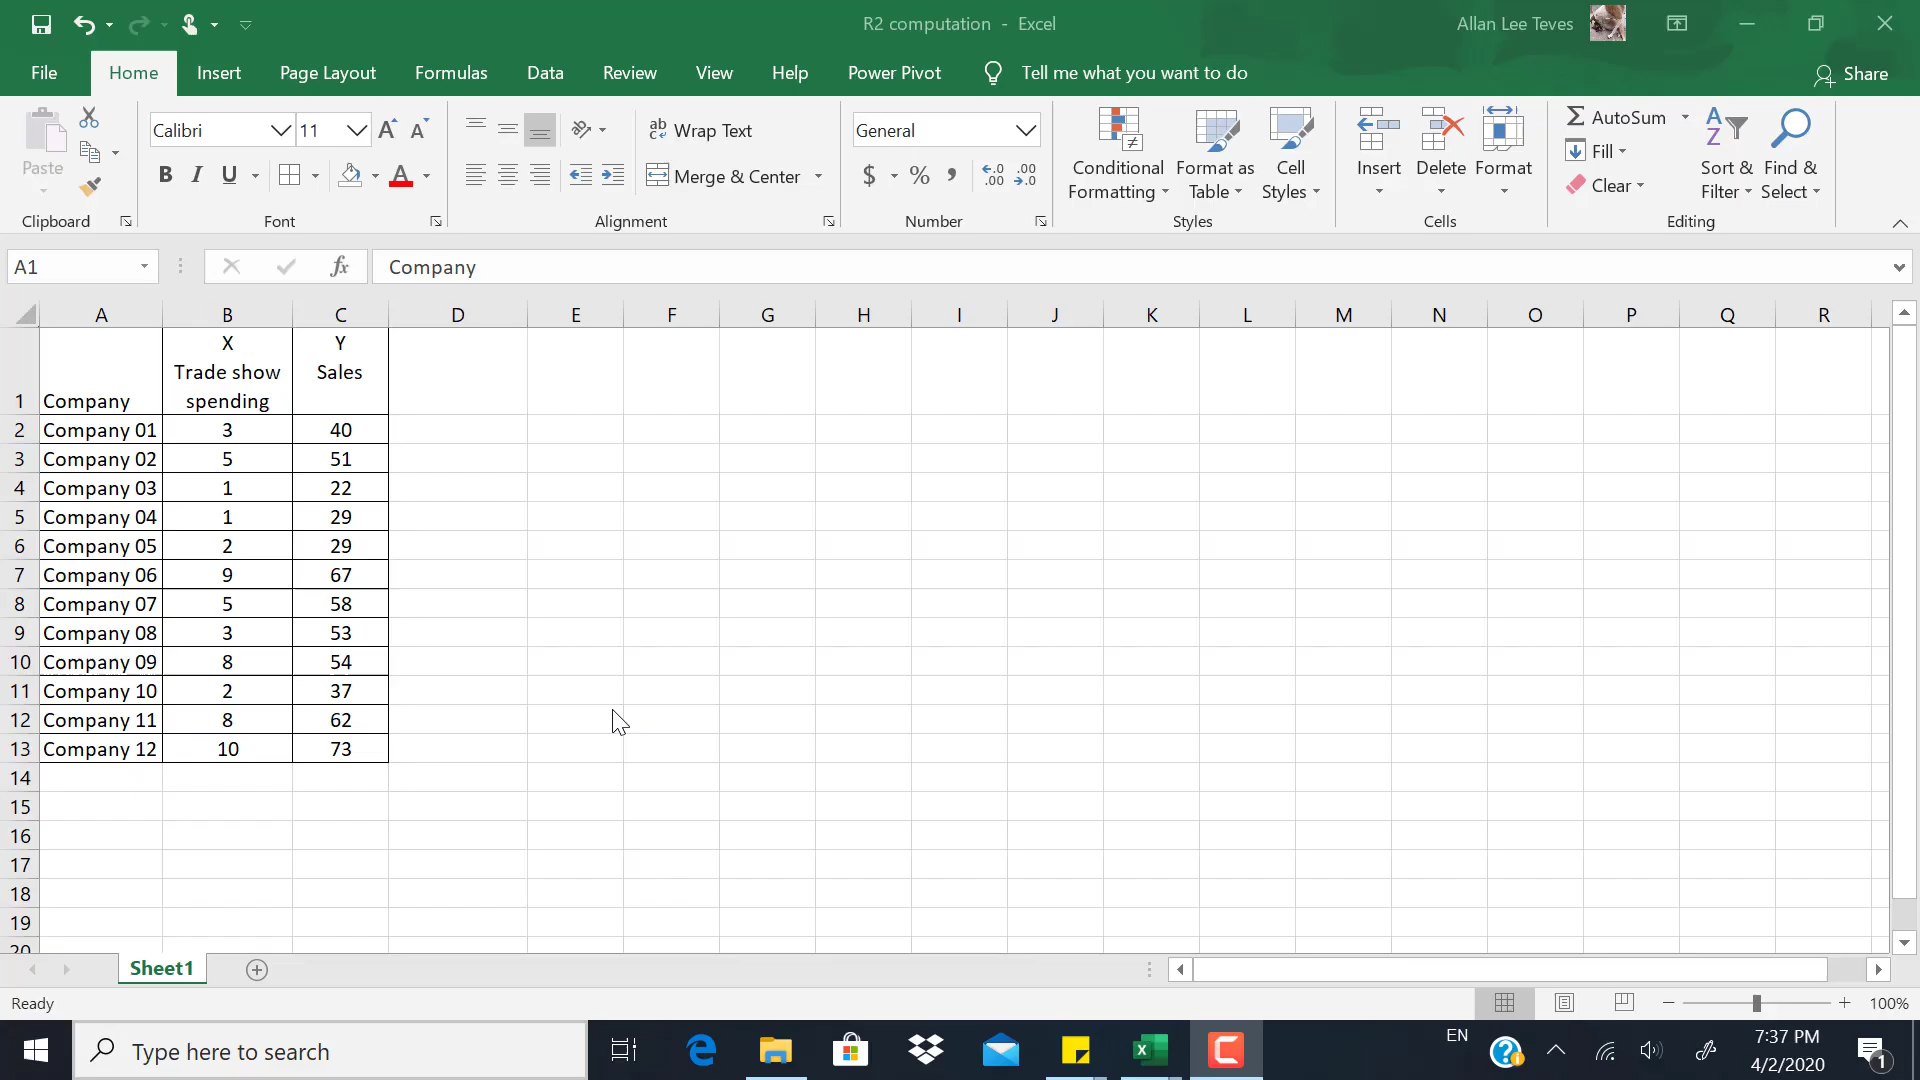 R2 computation - Excel
Allan Lee Teves
File Home Insert Page Layout Formulas Data Review View Help Power Pivot Tell me what you want to do Share
Paste
Clipboard
Calibri 11
B I U
Font
Wrap Text
Merge & Center
Alignment
General
$ % ,
Number
Conditional Formatting
Format as Table
Cell Styles
Styles
Insert Delete Format
Cells
AutoSum
Fill
Clear
Sort & Filter
Find & Select
Editing
A1 fx Company
A B C D E F G H I J K L M N O P Q R
1 Company X Trade show spending Y Sales
2 Company 01 3 40
3 Company 02 5 51
4 Company 03 1 22
5 Company 04 1 29
6 Company 05 2 29
7 Company 06 9 67
8 Company 07 5 58
9 Company 08 3 53
10 Company 09 8 54
11 Company 10 2 37
12 Company 11 8 62
13 Company 12 10 73
14
15
16
17
18
19
20
Sheet1
Ready
100%
Type here to search
EN
7:37 PM
4/2/2020
1